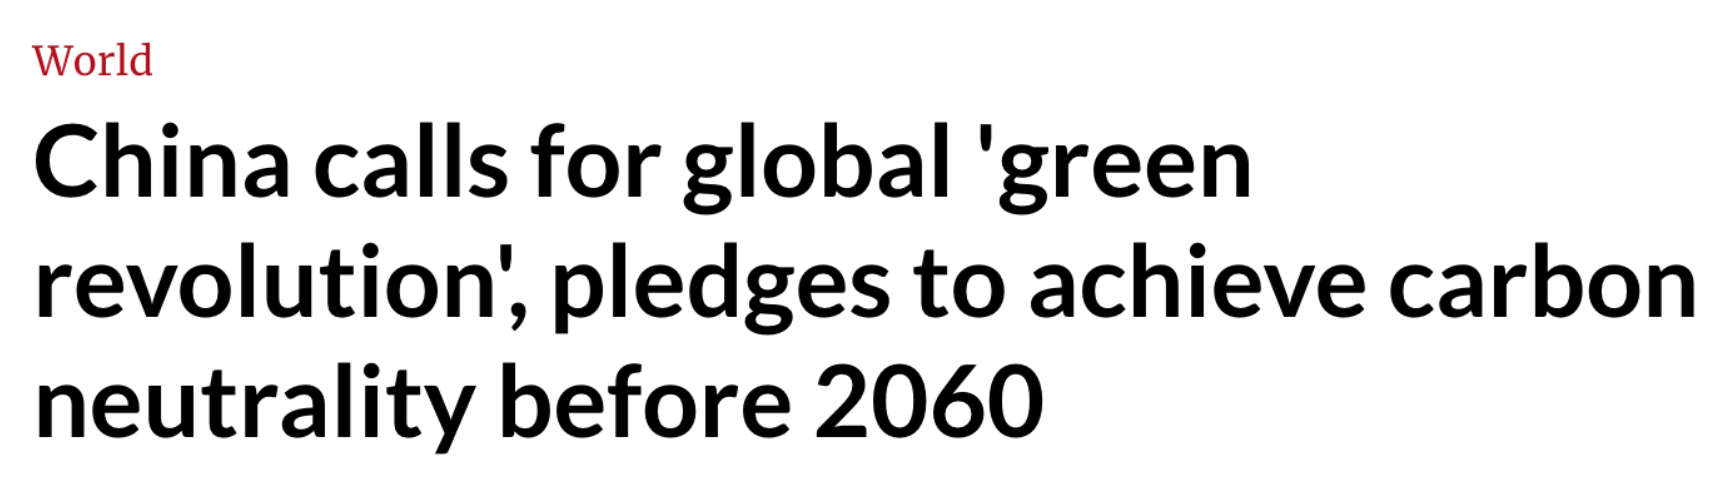 World
China calls for global 'green
revolution', pledges to achieve carbon
neutrality before 2060